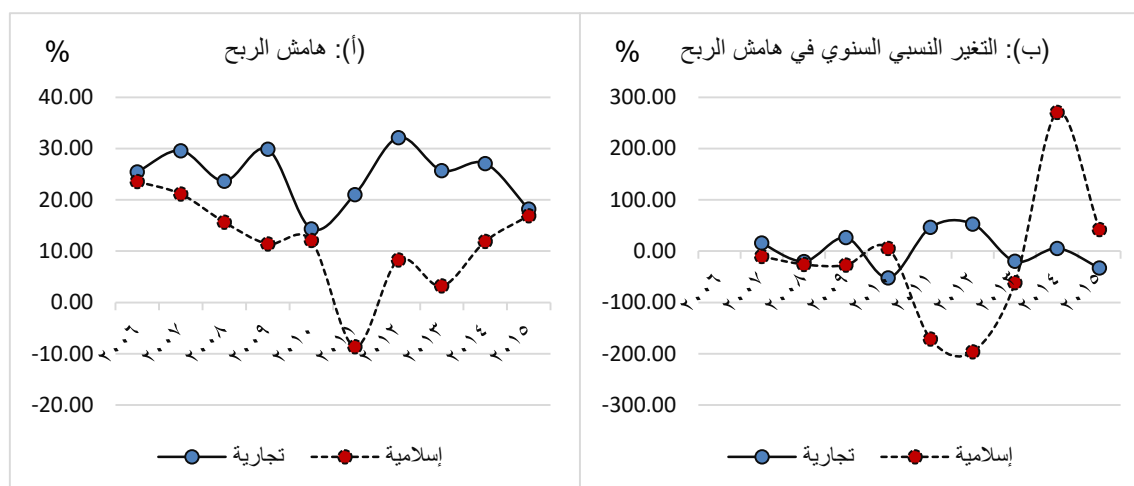 (أ): هامش الربح
%
40.00
30.00
20.00
10.00
0.00
-10.00
-20.00
٢٠٠٦ ٢٠٠٧ ٢٠٠٨ ٢٠٠٩ ٢٠١٠ ٢٠١١ ٢٠١٢ ٢٠١٣ ٢٠١٤ ٢٠١٥
تجارية إسلامية
(ب): التغير النسبي السنوي في هامش الربح
%
300.00
200.00
100.00
0.00
-100.00
-200.00
-300.00
٢٠٠٦ ٢٠٠٧ ٢٠٠٨ ٢٠٠٩ ٢٠١٠ ٢٠١١ ٢٠١٢ ٢٠١٣ ٢٠١٤ ٢٠١٥
تجارية إسلامية